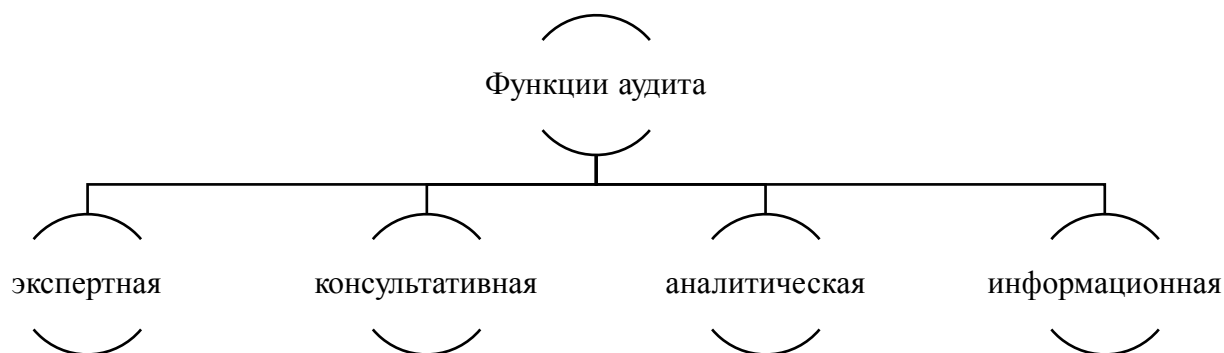 Функции аудита
экспертная
консультативная
аналитическая
информационная